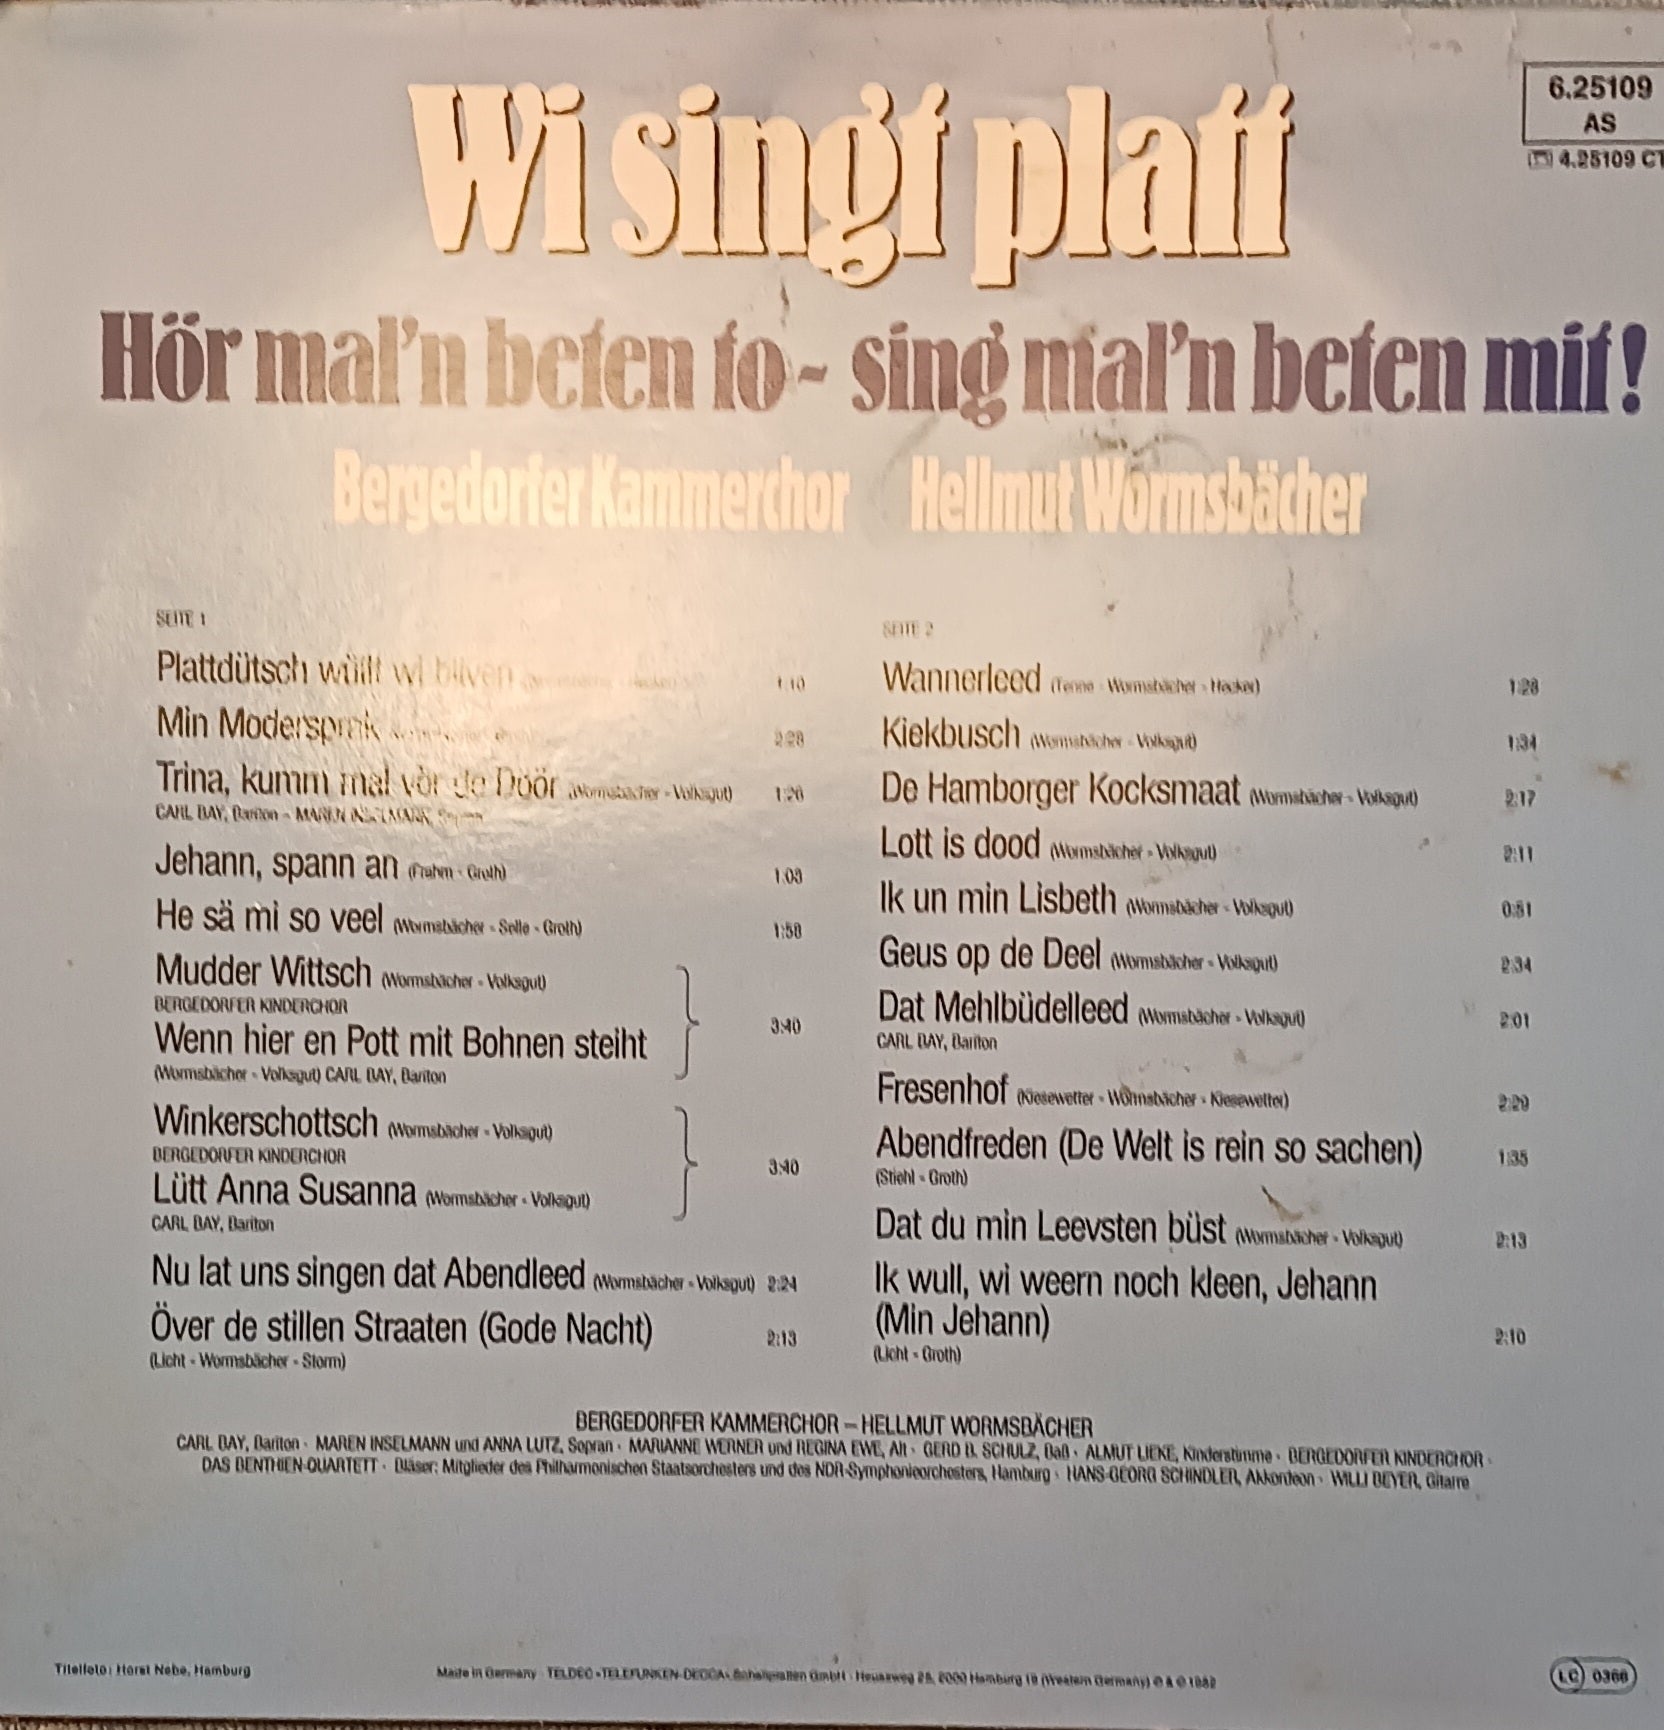 Wi singt platt
6.25109
AS
4.25109 CT
Hör mal'n beten to - sing mal'n beten mit!
Bergedorfer Kammerchor Hellmut Wormsbächer
SEITE 1
Plattdütsch wüllt wi bliven 1:10
Min Modersprak 2:28
Trina, kumm mal vör de Döör (Wormsbächer - Volksgut) 1:26
CARL BAY, Bariton - MAREN INSELMANN, Sopran
Jehann, spann an (Frahm - Groth) 1:03
He sä mi so veel (Wormsbächer - Selle - Groth) 1:58
Mudder Wittsch (Wormsbächer - Volksgut)
BERGEDORFER KINDERCHOR
Wenn hier en Pott mit Bohnen steiht 3:40
(Wormsbächer - Volksgut) CARL BAY, Bariton
Winkerschottsch (Wormsbächer - Volksgut)
BERGEDORFER KINDERCHOR
3:40
Lütt Anna Susanna (Wormsbächer - Volksgut)
CARL BAY, Bariton
Nu lat uns singen dat Abendleed (Wormsbächer - Volksgut) 2:24
Över de stillen Straaten (Gode Nacht) 2:13
(Licht - Wormsbächer - Storm)
SEITE 2
Wannerleed (Tenne - Wormsbächer - Hecker) 1:28
Kiekbusch (Wormsbächer - Volksgut) 1:34
De Hamborger Kocksmaat (Wormsbächer - Volksgut) 2:17
Lott is dood (Wormsbächer - Volksgut) 2:11
Ik un min Lisbeth (Wormsbächer - Volksgut) 0:51
Geus op de Deel (Wormsbächer - Volksgut) 2:34
Dat Mehlbüdelleed (Wormsbächer - Volksgut) 2:01
CARL BAY, Bariton
Fresenhof (Kiesewetter - Wormsbächer - Kiesewetter) 2:29
Abendfreden (De Welt is rein so sachen) 1:35
(Stiehl - Groth)
Dat du min Leevsten büst (Wormsbächer - Volksgut) 2:13
Ik wull, wi weern noch kleen, Jehann
(Min Jehann) 2:10
(Licht - Groth)
BERGEDORFER KAMMERCHOR – HELLMUT WORMSBÄCHER
CARL BAY, Bariton · MAREN INSELMANN und ANNA LUTZ, Sopran · MARIANNE WERNER und REGINA EWE, Alt · GERD B. SCHULZ, Baß · ALMUT LIEKE, Kinderstimme · BERGEDORFER KINDERCHOR ·
DAS BENTHIEN-QUARTETT · Bläser: Mitglieder des Philharmonischen Staatsorchesters und des NDR-Symphonieorchesters, Hamburg · HANS-GEORG SCHINDLER, Akkordeon · WILLI BEYER, Gitarre
Titelfoto: Horst Nebe, Hamburg
Made in Germany · TELDEC »TELEFUNKEN-DECCA« Schallplatten GmbH · Heussweg 25, 2000 Hamburg 19 (Western Germany) ℗ & © 1982
LC 0366